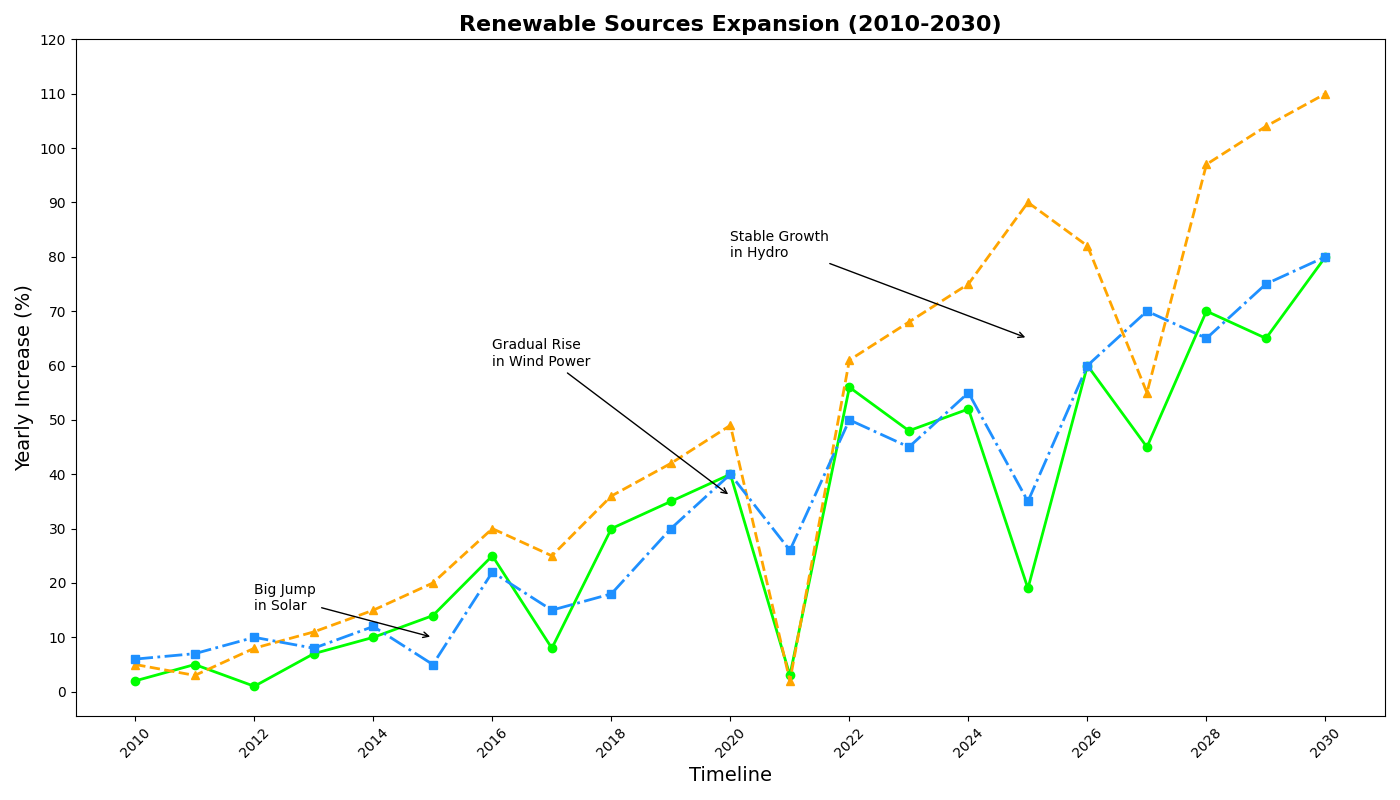 Renewable Sources Expansion (2010-2030)
Yearly Increase (%)
120
110
100
90
80
70
60
50
40
30
20
10
0
Stable Growth
in Hydro
Gradual Rise
in Wind Power
Big Jump
in Solar
2010
2012
2014
2016
2018
2020
2022
2024
2026
2028
2030
Timeline